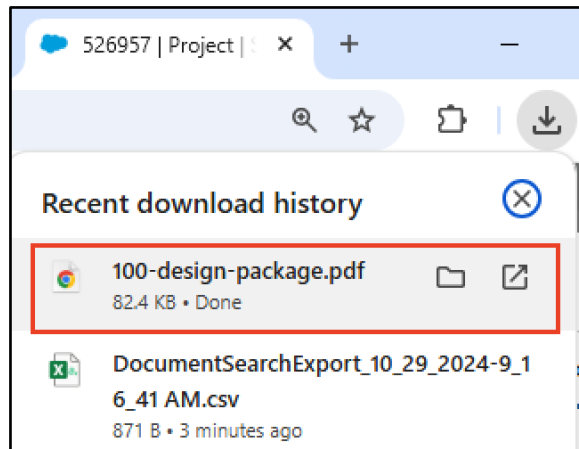 526957 | Project |
Recent download history
100-design-package.pdf
82.4 KB • Done
DocumentSearchExport_10_29_2024-9_1
6_41 AM.csv
871 B • 3 minutes ago